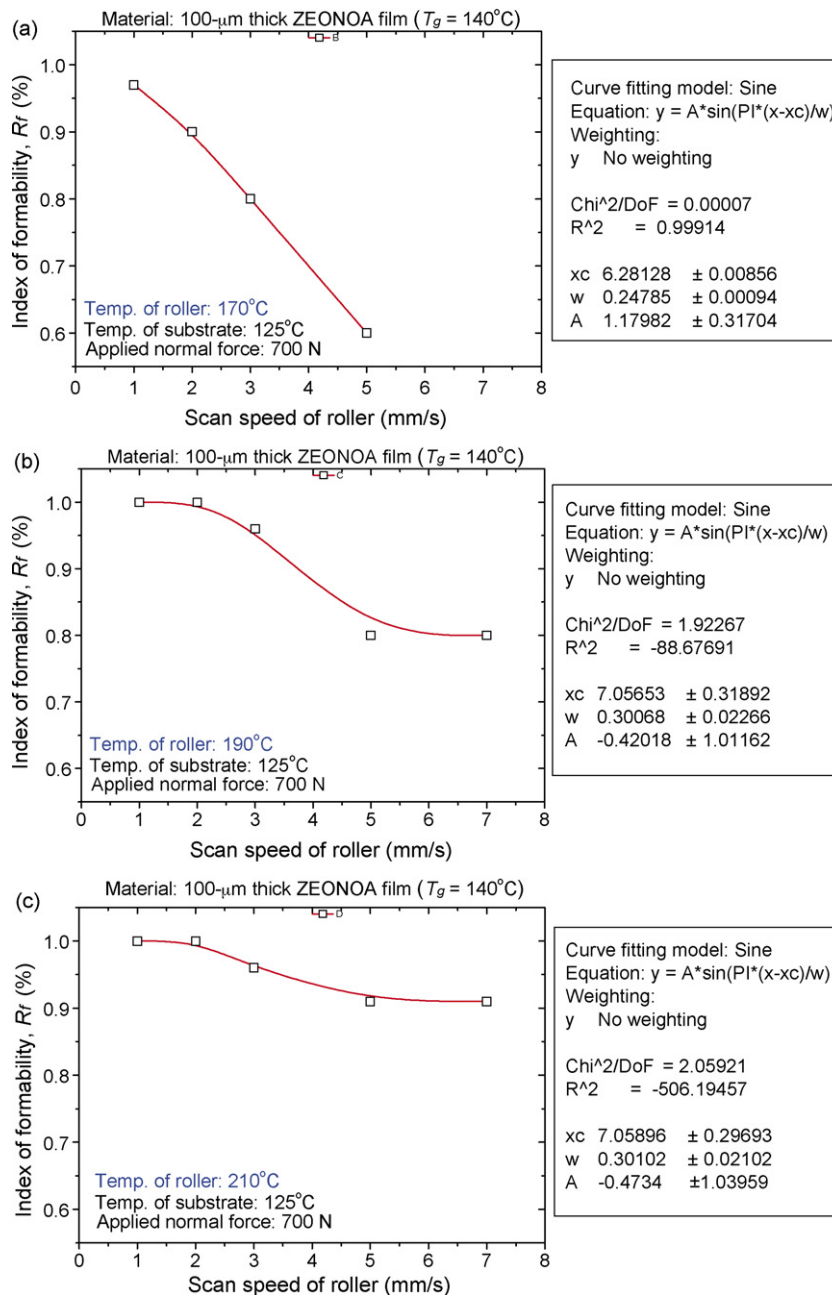 (a)
Material: 100-μm thick ZEONOA film (Tg = 140°C)
B
Index of formability, Rf (%)
1.0
0.9
0.8
0.7
0.6
Temp. of roller: 170°C
Temp. of substrate: 125°C
Applied normal force: 700 N
0 1 2 3 4 5 6 7 8
Scan speed of roller (mm/s)
Curve fitting model: Sine
Equation: y = A*sin(PI*(x-xc)/w)
Weighting:
y No weighting
Chi^2/DoF = 0.00007
R^2 = 0.99914
xc 6.28128 ± 0.00856
w 0.24785 ± 0.00094
A 1.17982 ± 0.31704
(b)
Material: 100-μm thick ZEONOA film (Tg = 140°C)
C
Index of formability, Rf (%)
1.0
0.9
0.8
0.7
0.6
Temp. of roller: 190°C
Temp. of substrate: 125°C
Applied normal force: 700 N
0 1 2 3 4 5 6 7 8
Scan speed of roller (mm/s)
Curve fitting model: Sine
Equation: y = A*sin(PI*(x-xc)/w)
Weighting:
y No weighting
Chi^2/DoF = 1.92267
R^2 = -88.67691
xc 7.05653 ± 0.31892
w 0.30068 ± 0.02266
A -0.42018 ± 1.01162
(c)
Material: 100-μm thick ZEONOA film (Tg = 140°C)
D
Index of formability, Rf (%)
1.0
0.9
0.8
0.7
0.6
Temp. of roller: 210°C
Temp. of substrate: 125°C
Applied normal force: 700 N
0 1 2 3 4 5 6 7 8
Scan speed of roller (mm/s)
Curve fitting model: Sine
Equation: y = A*sin(PI*(x-xc)/w)
Weighting:
y No weighting
Chi^2/DoF = 2.05921
R^2 = -506.19457
xc 7.05896 ± 0.29693
w 0.30102 ± 0.02102
A -0.4734 ±1.03959